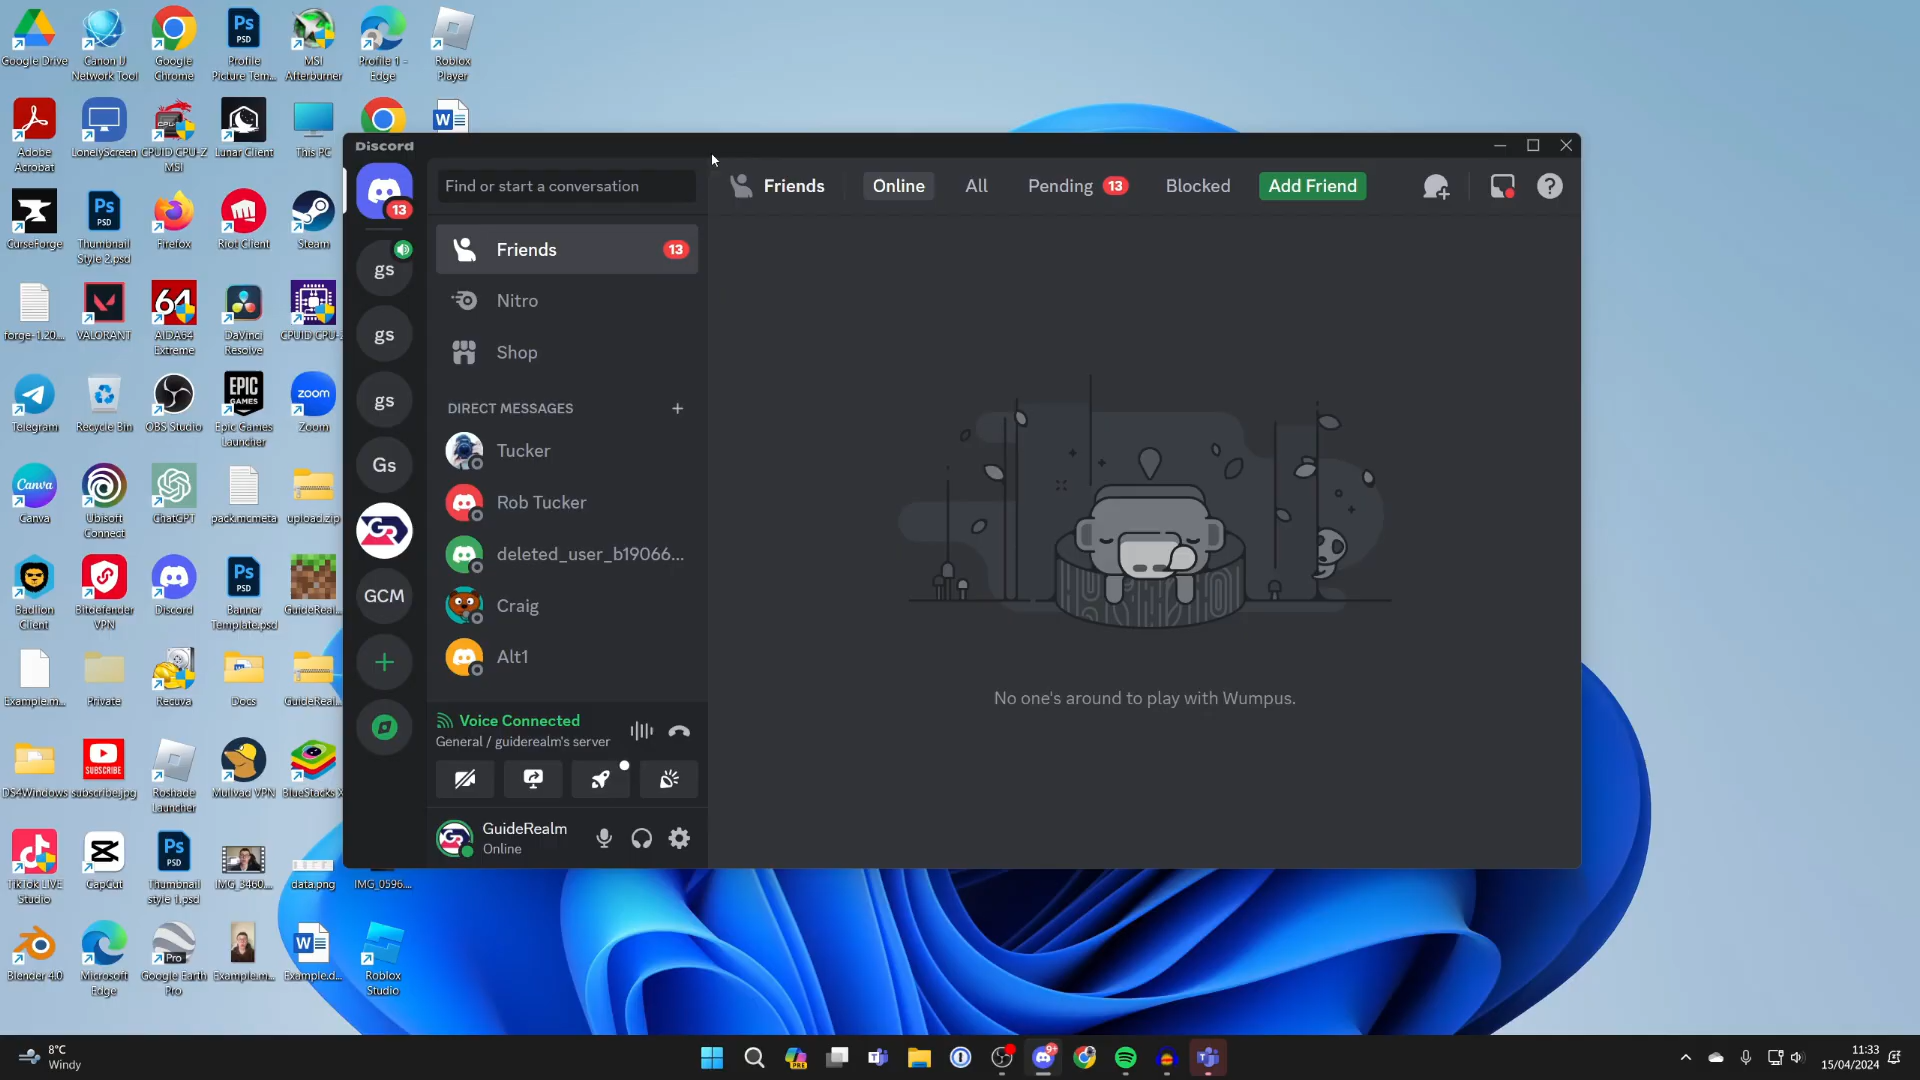 Google Drive
Canon IJ
Network Tool
Google
Chrome
Profile
Picture Tem...
MSI
Afterburner
Profile 1 -
Edge
Roblox
Player
Adobe
Acrobat
LonelyScreen
CPUID CPU-Z
MSI
Lunar Client
This PC
CurseForge
Thumbnail
Style 2.psd
Firefox
Riot Client
Steam
forge-1.20...
VALORANT
AIDA64
Extreme
DaVinci
Resolve
CPUID CPU-Z
Telegram
Recycle Bin
OBS Studio
Epic Games
Launcher
Zoom
Canva
Ubisoft
Connect
ChatGPT
pack.mcmeta
upload.zip
Badlion
Client
Bitdefender
VPN
Discord
Banner
Template.psd
GuideReal...
Example.m...
Private
Recuva
Docs
GuideReal...
DS4Windows
subscribe.jpg
Roshade
Launcher
Mullvad VPN
BlueStacks X
TikTok LIVE
Studio
CapCut
Thumbnail
style 1.psd
IMG_3460...
data.png
IMG_0596...
Blender 4.0
Microsoft
Edge
Google Earth
Pro
Example.m...
Example.d...
Roblox
Studio
Discord
13
gs
gs
gs
Gs
GR
GCM
Find or start a conversation
Friends 13
Nitro
Shop
DIRECT MESSAGES
Tucker
Rob Tucker
deleted_user_b19066...
Craig
Alt1
Voice Connected
General / guiderealm's server
GuideRealm
Online
Friends Online All Pending 13 Blocked Add Friend
No one's around to play with Wumpus.
8°C
Windy
11:33
15/04/2024